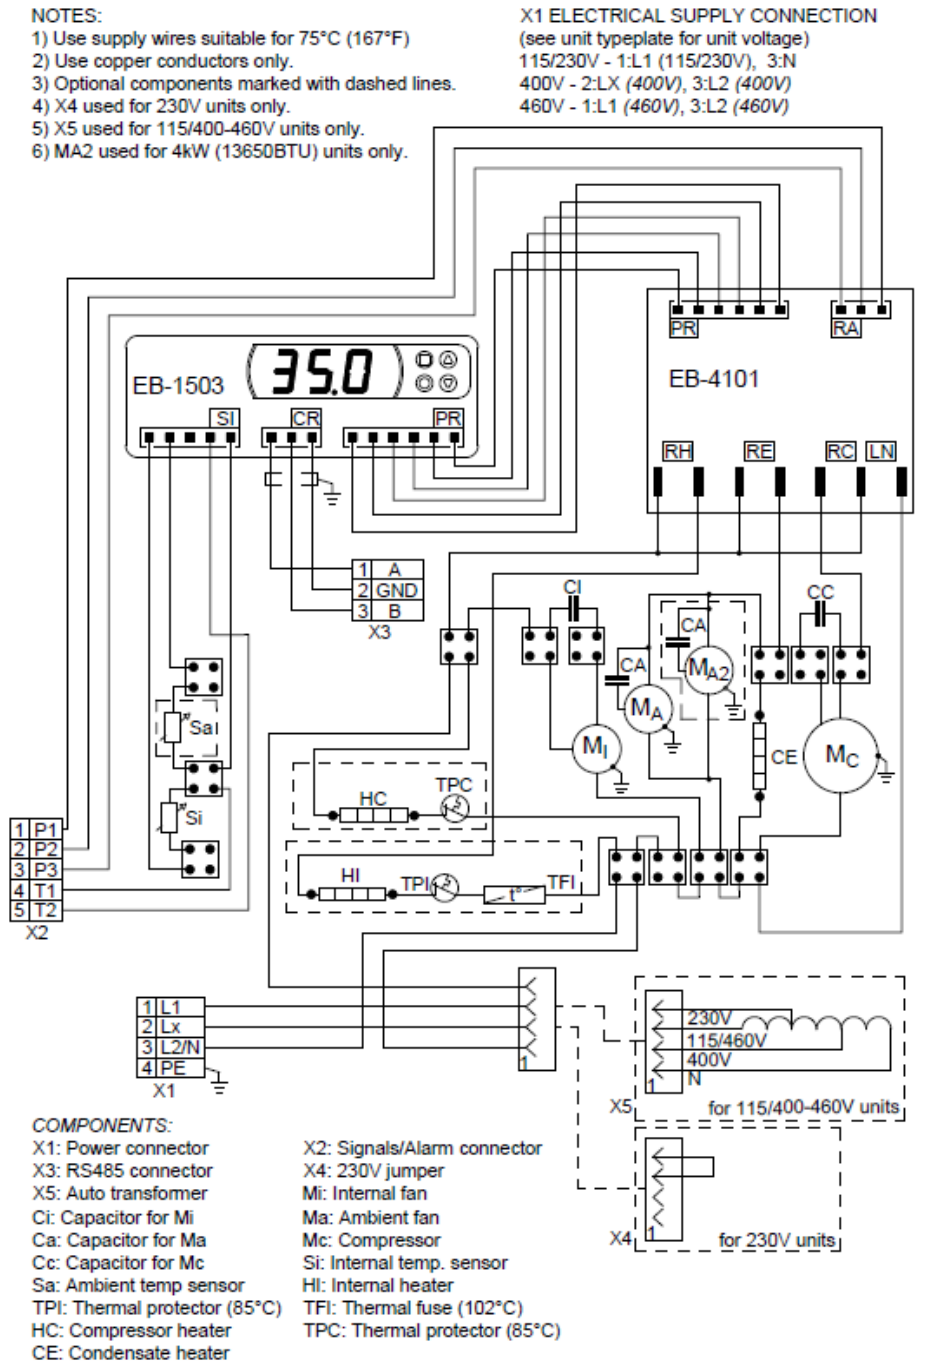 NOTES:
1) Use supply wires suitable for 75°C (167°F)
2) Use copper conductors only.
3) Optional components marked with dashed lines.
4) X4 used for 230V units only.
5) X5 used for 115/400-460V units only.
6) MA2 used for 4kW (13650BTU) units only.
X1 ELECTRICAL SUPPLY CONNECTION
(see unit typeplate for unit voltage)
115/230V - 1:L1 (115/230V), 3:N
400V - 2:LX (400V), 3:L2 (400V)
460V - 1:L1 (460V), 3:L2 (460V)
PR
RA
EB-4101
RH
RE
RC
LN
EB-1503
35.0
SI
CR
PR
1 A
2 GND
3 B
X3
CI
CC
CA
CA
MA2
MA
MI
CE
MC
Sa
Si
HC
TPC
HI
TPI
t°
TFI
1 P1
2 P2
3 P3
4 T1
5 T2
X2
1 L1
2 Lx
3 L2/N
4 PE
X1
1
230V
115/460V
400V
N
1
X5
for 115/400-460V units
1
X4
for 230V units
COMPONENTS:
X1: Power connector
X3: RS485 connector
X5: Auto transformer
Ci: Capacitor for Mi
Ca: Capacitor for Ma
Cc: Capacitor for Mc
Sa: Ambient temp sensor
TPI: Thermal protector (85°C)
HC: Compressor heater
CE: Condensate heater
X2: Signals/Alarm connector
X4: 230V jumper
Mi: Internal fan
Ma: Ambient fan
Mc: Compressor
Si: Internal temp. sensor
HI: Internal heater
TFI: Thermal fuse (102°C)
TPC: Thermal protector (85°C)